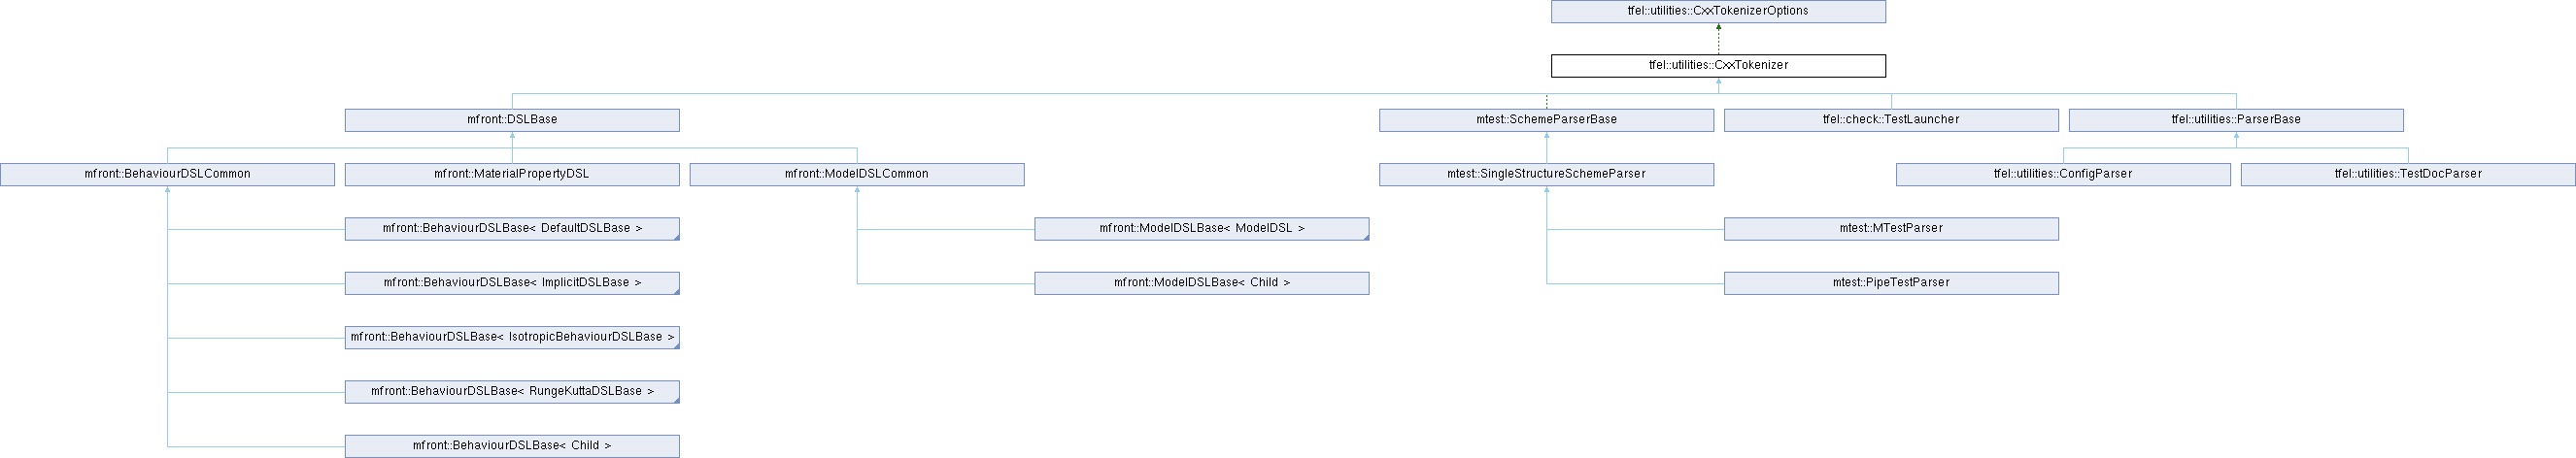 tfel::utilities::CxxTokenizerOptions
tfel::utilities::CxxTokenizer
mfront::DSLBase
mtest::SchemeParserBase
tfel::check::TestLauncher
tfel::utilities::ParserBase
mfront::BehaviourDSLCommon
mfront::MaterialPropertyDSL
mfront::ModelDSLCommon
mtest::SingleStructureSchemeParser
tfel::utilities::ConfigParser
tfel::utilities::TestDocParser
mfront::BehaviourDSLBase< DefaultDSLBase >
mfront::ModelDSLBase< ModelDSL >
mtest::MTestParser
mfront::BehaviourDSLBase< ImplicitDSLBase >
mfront::ModelDSLBase< Child >
mtest::PipeTestParser
mfront::BehaviourDSLBase< IsotropicBehaviourDSLBase >
mfront::BehaviourDSLBase< RungeKuttaDSLBase >
mfront::BehaviourDSLBase< Child >